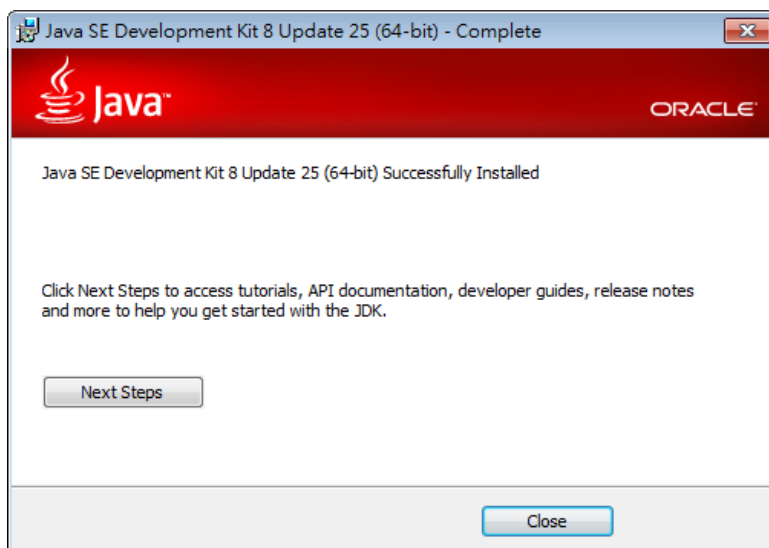 Java SE Development Kit 8 Update 25 (64-bit) - Complete
Java™
ORACLE®
Java SE Development Kit 8 Update 25 (64-bit) Successfully Installed
Click Next Steps to access tutorials, API documentation, developer guides, release notes
and more to help you get started with the JDK.
Next Steps
Close